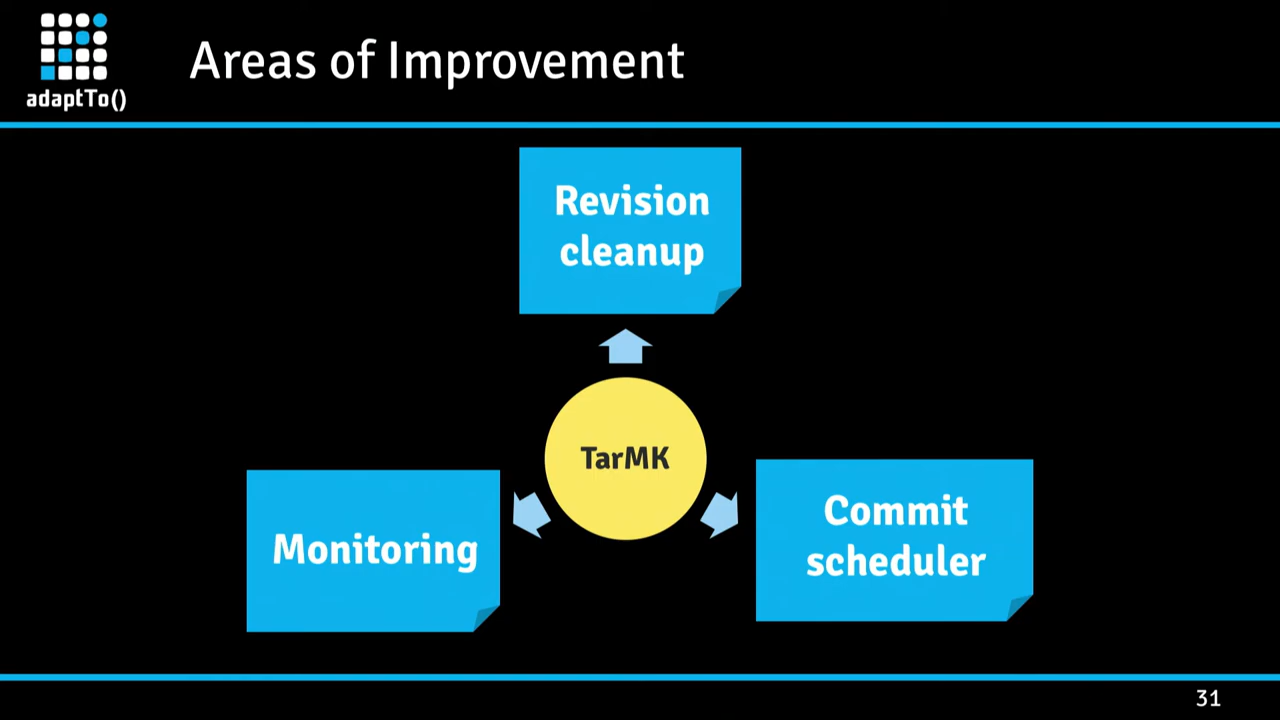 adaptTo()
Areas of Improvement
Revision
cleanup
TarMK
Monitoring
Commit
scheduler
31